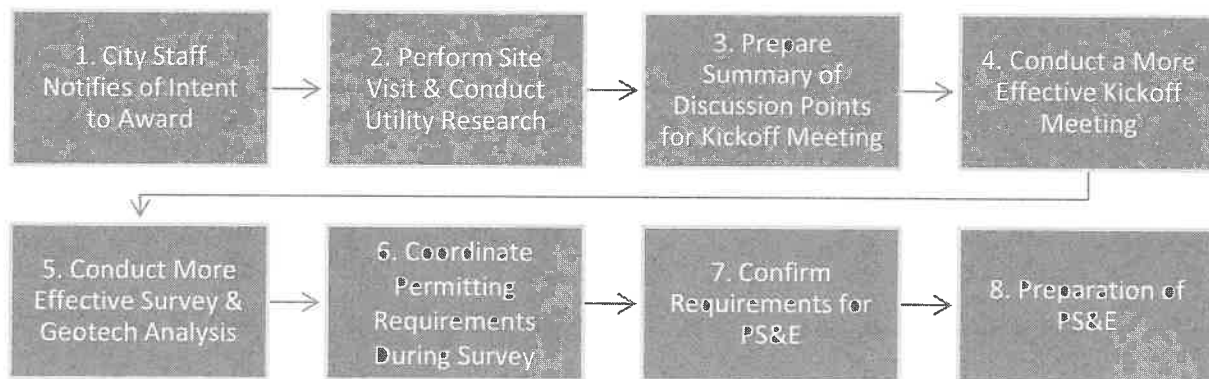 1. City Staff
Notifies of Intent
to Award
2. Perform Site
Visit & Conduct
Utility Research
3. Prepare
Summary of
Discussion Points
for Kickoff Meeting
4. Conduct a More
Effective Kickoff
Meeting
5. Conduct More
Effective Survey &
Geotech Analysis
6. Coordinate
Permitting
Requirements
During Survey
7. Confirm
Requirements for
PS&E
8. Preparation of
PS&E